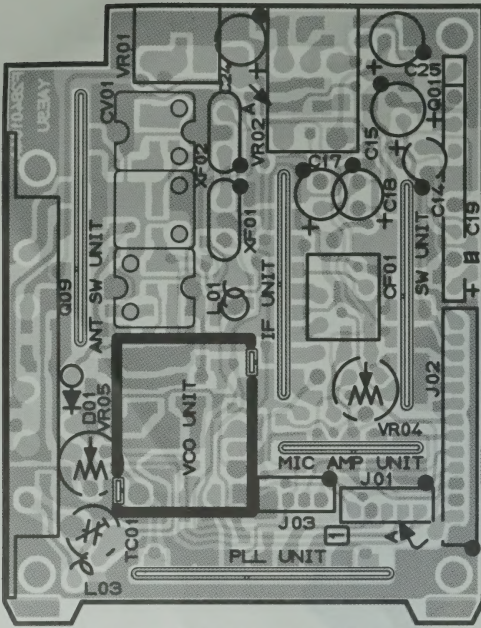 YAESU
VR01
C24
A
VR02
CV01
XF02
C25
Q01
C15
C17
C18
C14
C19
XF01
L01
Q09
ANT SW UNIT
IF UNIT
CF01
SW UNIT
J02
D01
VR05
VCO UNIT
VR04
MIC AMP UNIT
J01
J03
1
A
TC01
PLL UNIT
L03